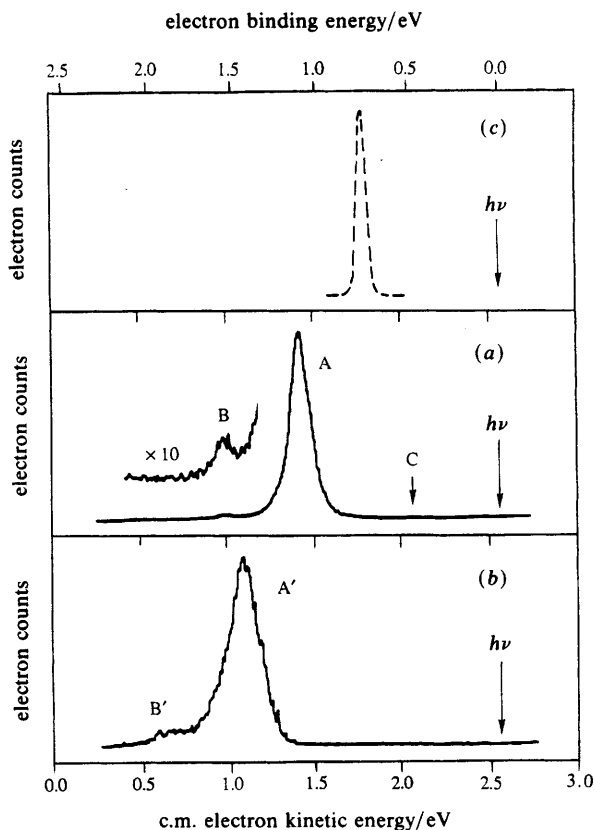 electron binding energy/eV
2.5 2.0 1.5 1.0 0.5 0.0
electron counts
(c)
hν
electron counts
A
(a)
B
×10
C
hν
electron counts
A′
(b)
B′
hν
0.0 0.5 1.0 1.5 2.0 2.5 3.0
c.m. electron kinetic energy/eV